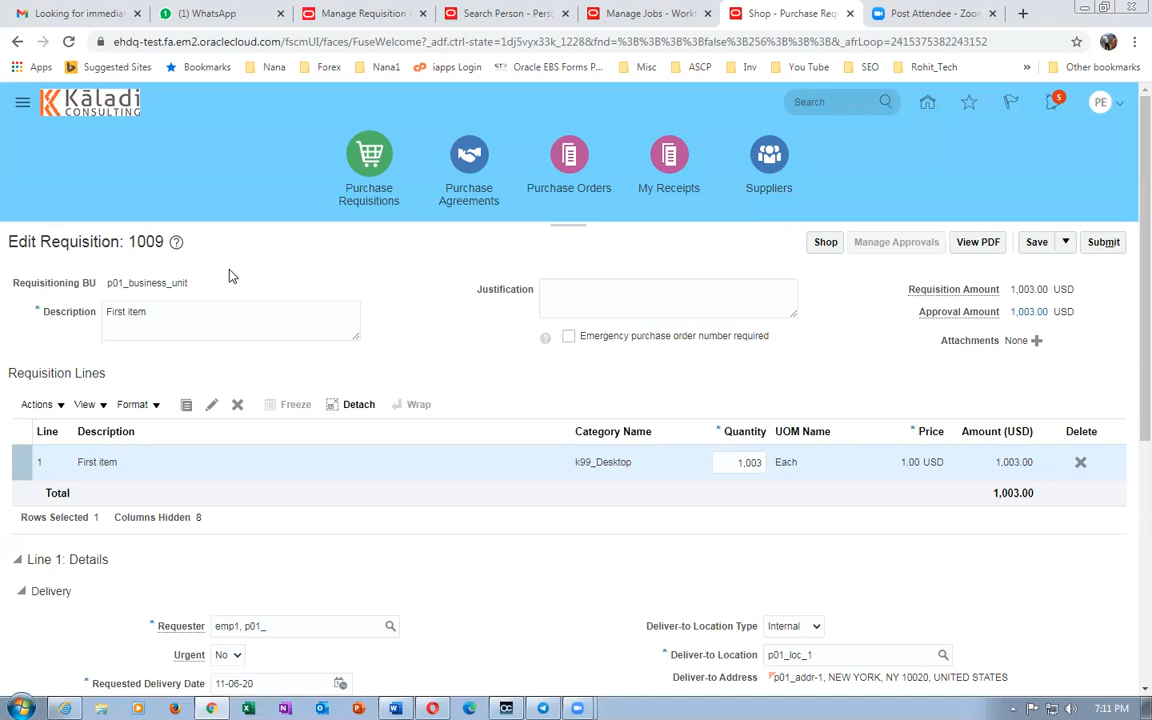 Looking for immediat
(1) WhatsApp
Manage Requisition A
Search Person - Perso
Manage Jobs - Workf
Shop - Purchase Requ
Post Attendee - Zoom
ehdq-test.fa.em2.oraclecloud.com/fscmUI/faces/FuseWelcome?_adf.ctrl-state=1dj5vyx33k_1228&fnd=%3B%3B%3B%3Bfalse%3B256%3B%3B%3B&_afrLoop=2415375382243152
Apps Suggested Sites Bookmarks Nana Forex Nana1 iapps Login Oracle EBS Forms P... Misc ASCP Inv You Tube SEO Rohit_Tech » Other bookmarks
Kāladi
CONSULTING
Search
5
PE
Purchase Requisitions
Purchase Agreements
Purchase Orders
My Receipts
Suppliers
Edit Requisition: 1009 ?
Shop Manage Approvals View PDF Save Submit
Requisitioning BU p01_business_unit
* Description First item
Justification
Emergency purchase order number required
Requisition Amount 1,003.00 USD
Approval Amount 1,003.00 USD
Attachments None
Requisition Lines
Actions View Format Freeze Detach Wrap
Line Description Category Name * Quantity UOM Name * Price Amount (USD) Delete
1 First item k99_Desktop 1,003 Each 1.00 USD 1,003.00
Total 1,003.00
Rows Selected 1 Columns Hidden 8
Line 1: Details
Delivery
* Requester emp1, p01_
Deliver-to Location Type Internal
Urgent No
* Deliver-to Location p01_loc_1
* Requested Delivery Date 11-06-20
Deliver-to Address p01_addr-1, NEW YORK, NY 10020, UNITED STATES
7:11 PM